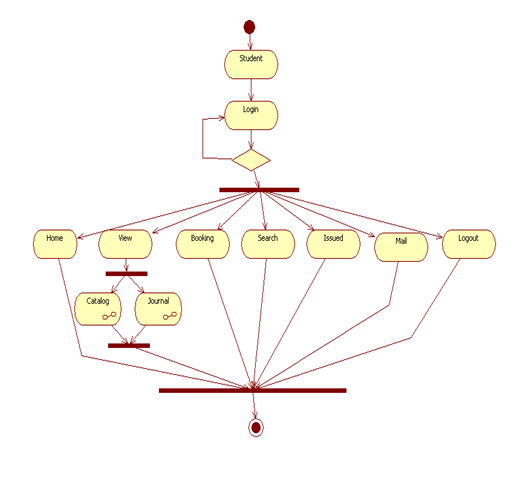 Student
Login
Home
View
Booking
Search
Issued
Mail
Logout
Catalog
Journal